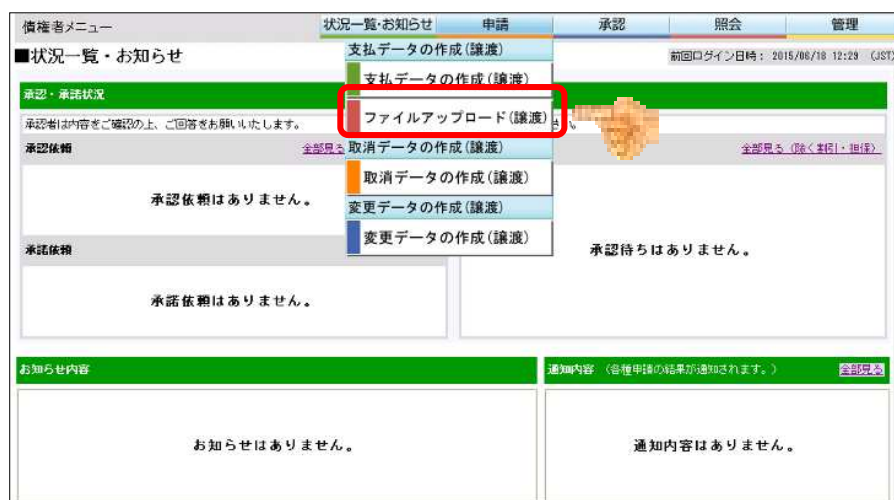 債権者メニュー
状況一覧・お知らせ 申請 承認 照会 管理
■状況一覧・お知らせ
前回ログイン日時： 2015/08/18 12:29 (JST)
支払データの作成(譲渡)
支払データの作成(譲渡)
ファイルアップロード(譲渡)
取消データの作成(譲渡)
取消データの作成(譲渡)
変更データの作成(譲渡)
変更データの作成(譲渡)
承認・承諾状況
承認者は内容をご確認の上、ご回答をお願いいたします。
さい。
承認依頼 全部見る
全部見る（除く割引・担保）
承認依頼はありません。
承認待ちはありません。
承諾依頼
承諾依頼はありません。
お知らせ内容
通知内容 （各種申請の結果が通知されます。） 全部見る
お知らせはありません。
通知内容はありません。